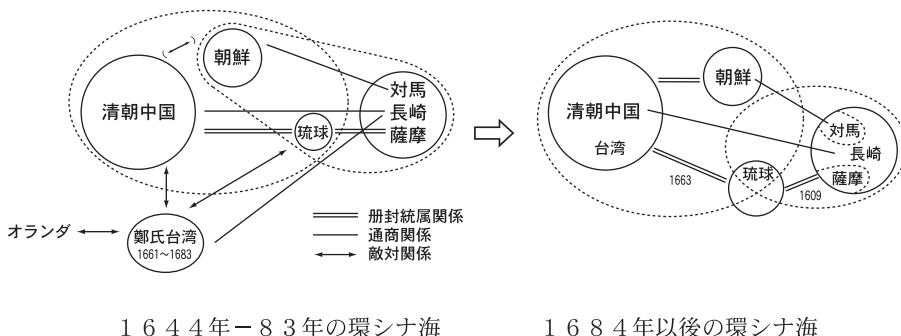 朝鮮
清朝中国
対馬
長崎
薩摩
琉球
オランダ
鄭氏台湾
1661～1683
冊封統属関係
通商関係
敵対関係
1644年－83年の環シナ海
清朝中国
台湾
朝鮮
対馬
長崎
薩摩
琉球
1663
1609
1684年以後の環シナ海